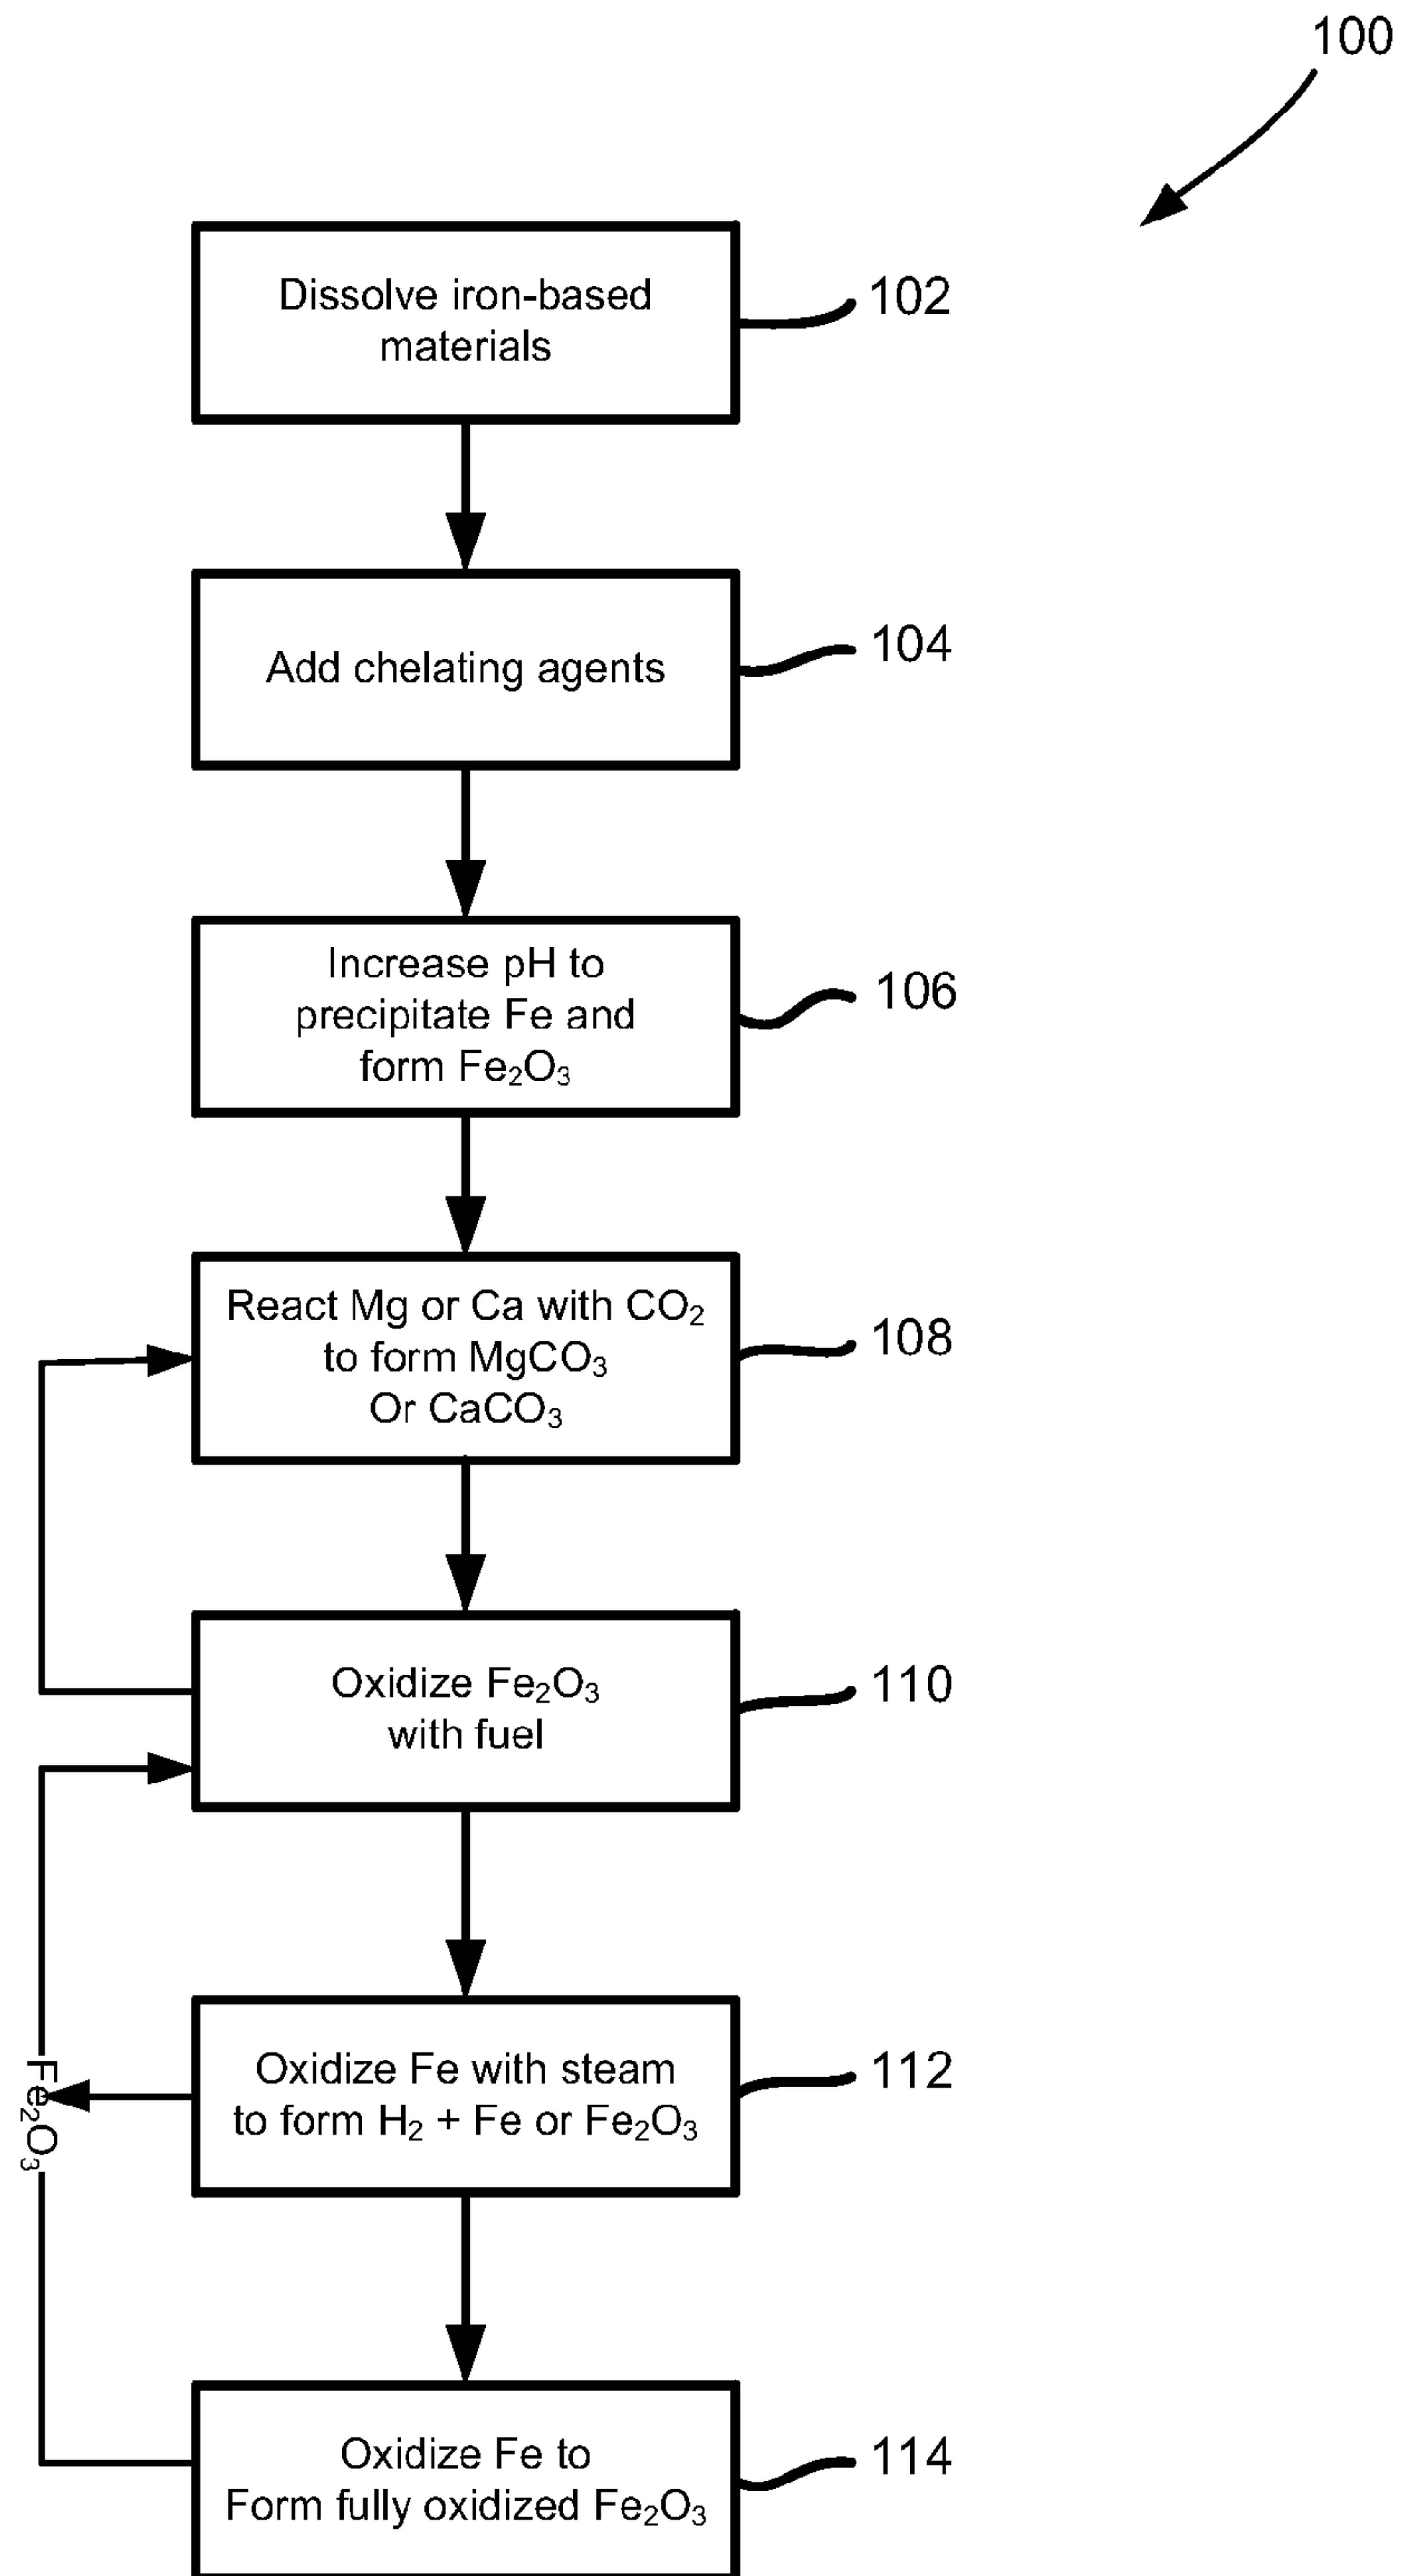 100
Dissolve iron-based
materials
102
Add chelating agents
104
Increase pH to
precipitate Fe and
form Fe₂O₃
106
React Mg or Ca with CO₂
to form MgCO₃
Or CaCO₃
108
Oxidize Fe₂O₃
with fuel
110
Oxidize Fe with steam
to form H₂ + Fe or Fe₂O₃
112
Fe₂O₃
Oxidize Fe to
Form fully oxidized Fe₂O₃
114